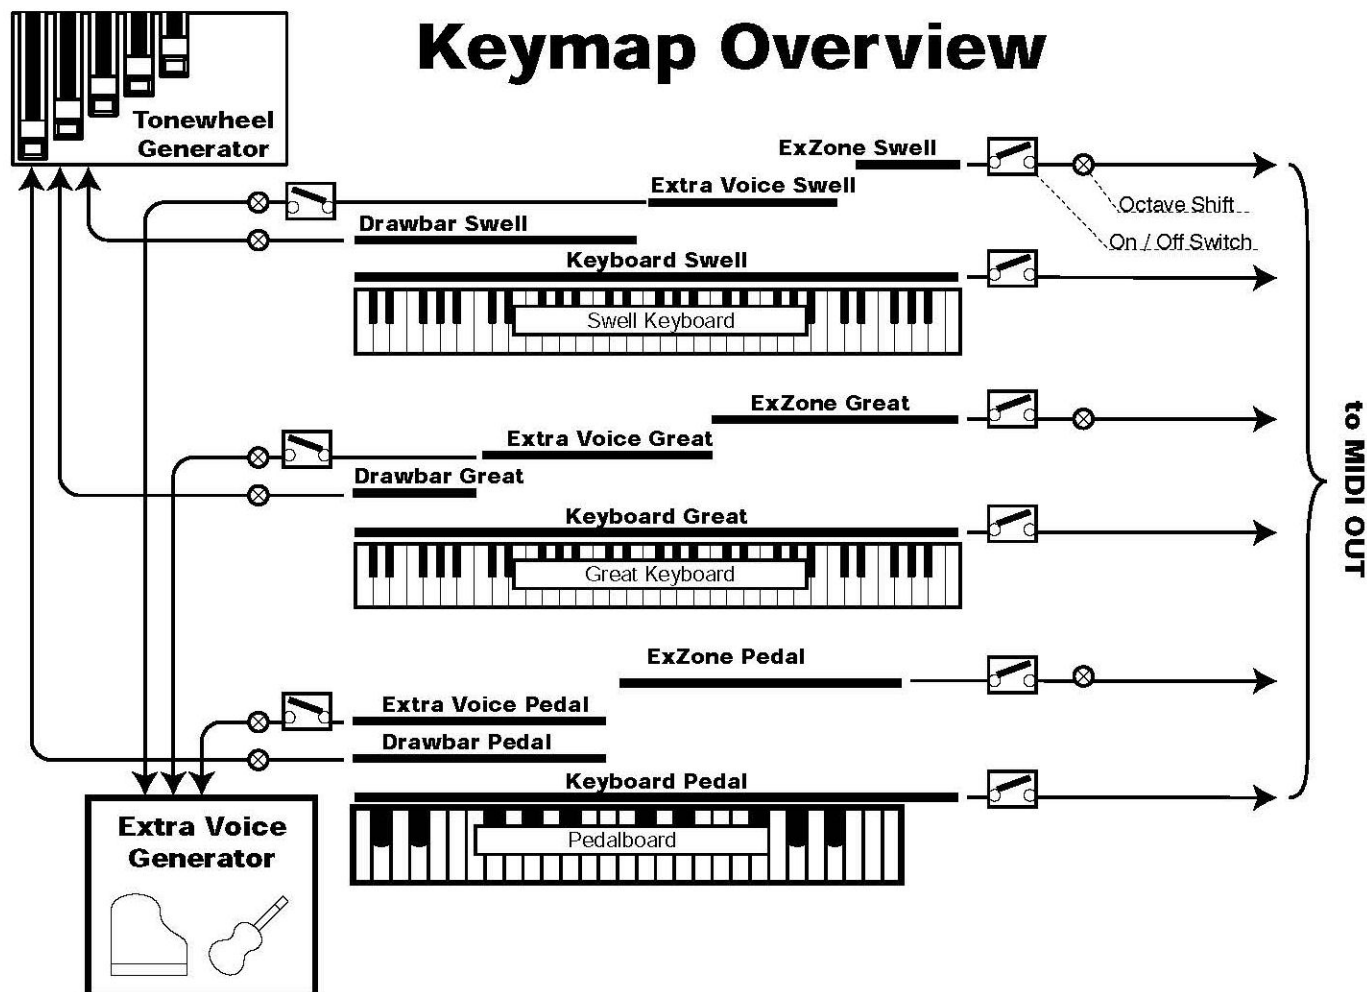 Keymap Overview
Tonewheel
Generator
ExZone Swell
Extra Voice Swell
Octave Shift
Drawbar Swell
On / Off Switch
Keyboard Swell
Swell Keyboard
ExZone Great
to MIDI OUT
Extra Voice Great
Drawbar Great
Keyboard Great
Great Keyboard
ExZone Pedal
Extra Voice Pedal
Drawbar Pedal
Keyboard Pedal
Pedalboard
Extra Voice
Generator